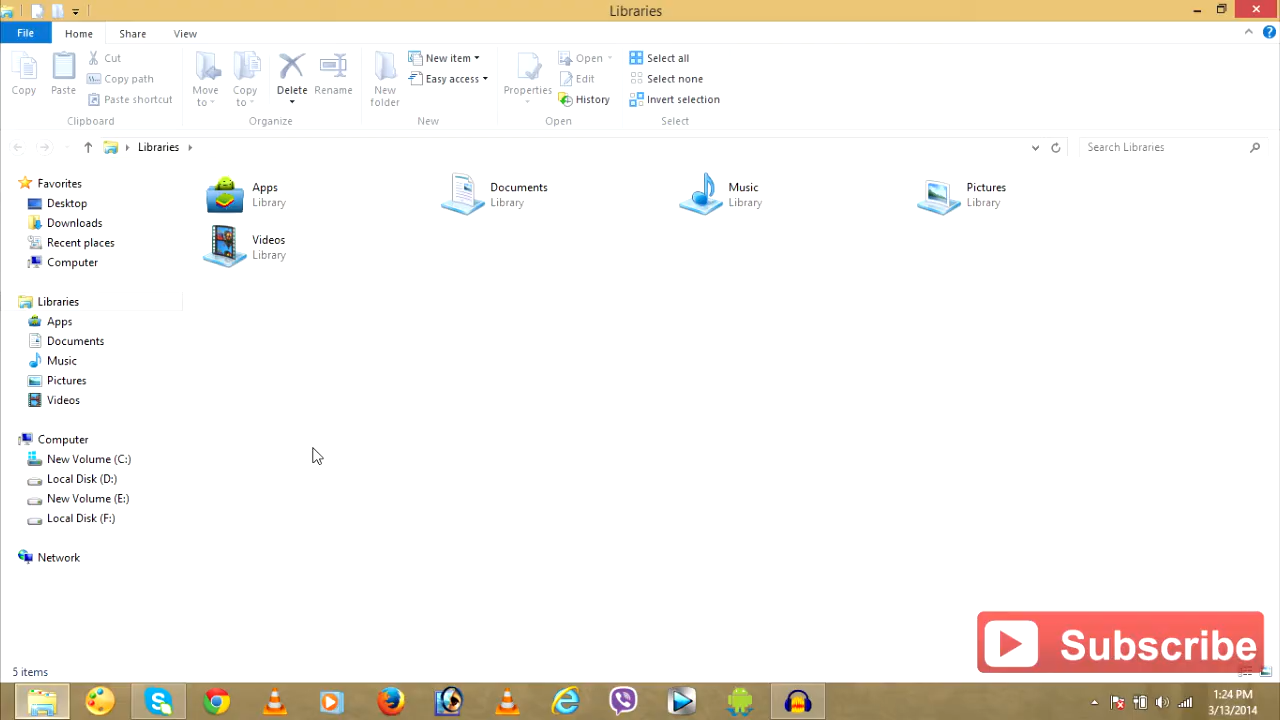 Libraries
File Home Share View
Copy
Paste
Cut
Copy path
Paste shortcut
Clipboard
Move to
Copy to
Delete
Rename
Organize
New folder
New item
Easy access
New
Properties
Open
Edit
History
Open
Select all
Select none
Invert selection
Select
Libraries
Search Libraries
Favorites
Desktop
Downloads
Recent places
Computer
Libraries
Apps
Documents
Music
Pictures
Videos
Computer
New Volume (C:)
Local Disk (D:)
New Volume (E:)
Local Disk (F:)
Network
Apps
Library
Documents
Library
Music
Library
Pictures
Library
Videos
Library
Subscribe
5 items
1:24 PM
3/13/2014